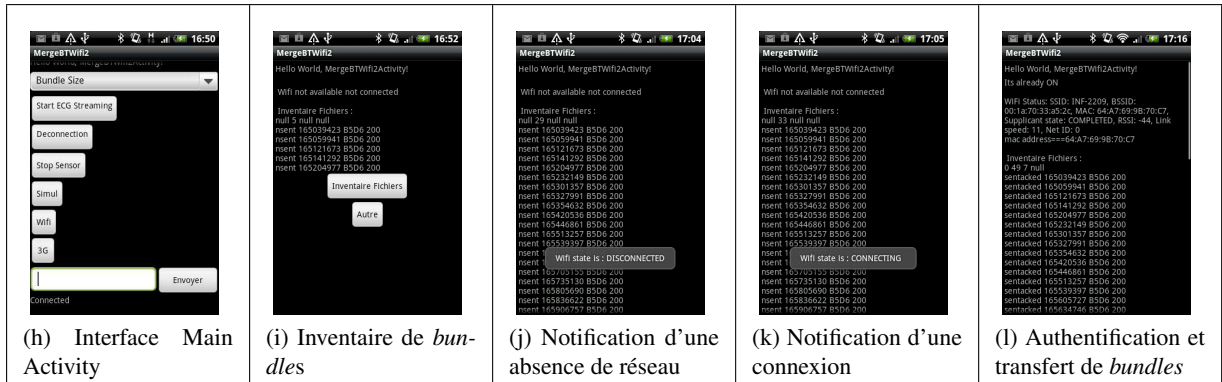 16:50
MergeBTWifi2
Hello World, MergeBTWifi2Activity!
Bundle Size
Start ECG Streaming
Deconnection
Stop Sensor
Simul
Wifi
3G
Envoyer
Connected
(h) Interface Main
Activity
16:52
MergeBTWifi2
Hello World, MergeBTWifi2Activity!
Wifi not available not connected
Inventaire Fichiers :
null 5 null null
nsent 165039423 B5D6 200
nsent 165059941 B5D6 200
nsent 165121673 B5D6 200
nsent 165141292 B5D6 200
nsent 165204977 B5D6 200
Inventaire Fichiers
Autre
(i) Inventaire de bun-
dles
17:04
MergeBTWifi2
Hello World, MergeBTWifi2Activity!
Wifi not available not connected
Inventaire Fichiers :
null 29 null null
nsent 165039423 B5D6 200
nsent 165059941 B5D6 200
nsent 165121673 B5D6 200
nsent 165141292 B5D6 200
nsent 165204977 B5D6 200
nsent 165232149 B5D6 200
nsent 165301357 B5D6 200
nsent 165327991 B5D6 200
nsent 165354632 B5D6 200
nsent 165420536 B5D6 200
nsent 165446861 B5D6 200
nsent 165513257 B5D6 200
nsent 165539397 B5D6 200
nsent 1
Wifi state is : DISCONNECTED
nsent 165705155 B5D6 200
nsent 165735130 B5D6 200
nsent 165805690 B5D6 200
nsent 165836622 B5D6 200
nsent 165906757 B5D6 200
(j) Notification d’une
absence de réseau
17:05
MergeBTWifi2
Hello World, MergeBTWifi2Activity!
Wifi not available not connected
Inventaire Fichiers :
null 33 null null
nsent 165039423 B5D6 200
nsent 165059941 B5D6 200
nsent 165121673 B5D6 200
nsent 165141292 B5D6 200
nsent 165204977 B5D6 200
nsent 165232149 B5D6 200
nsent 165301357 B5D6 200
nsent 165327991 B5D6 200
nsent 165354632 B5D6 200
nsent 165420536 B5D6 200
nsent 165446861 B5D6 200
nsent 165513257 B5D6 200
nsent 165539397 B5D6 200
nsent 1
Wifi state is : CONNECTING
nsent 165705155 B5D6 200
nsent 165735130 B5D6 200
nsent 165805690 B5D6 200
nsent 165836622 B5D6 200
nsent 165906757 B5D6 200
(k) Notification d’une
connexion
17:16
MergeBTWifi2
Hello World, MergeBTWifi2Activity!
Its already ON
WiFi Status: SSID: INF-2209, BSSID:
00:1a:70:33:a5:2c, MAC: 64:A7:69:9B:70:C7,
Supplicant state: COMPLETED, RSSI: -44, Link
speed: 11, Net ID: 0
mac address===64:A7:69:9B:70:C7
Inventaire Fichiers :
0 49 7 null
sentacked 165039423 B5D6 200
sentacked 165059941 B5D6 200
sentacked 165121673 B5D6 200
sentacked 165141292 B5D6 200
sentacked 165204977 B5D6 200
sentacked 165232149 B5D6 200
sentacked 165301357 B5D6 200
sentacked 165327991 B5D6 200
sentacked 165354632 B5D6 200
sentacked 165420536 B5D6 200
sentacked 165446861 B5D6 200
sentacked 165513257 B5D6 200
sentacked 165539397 B5D6 200
sentacked 165605727 B5D6 200
sentacked 165634746 B5D6 200
(l) Authentification et
transfert de bundles